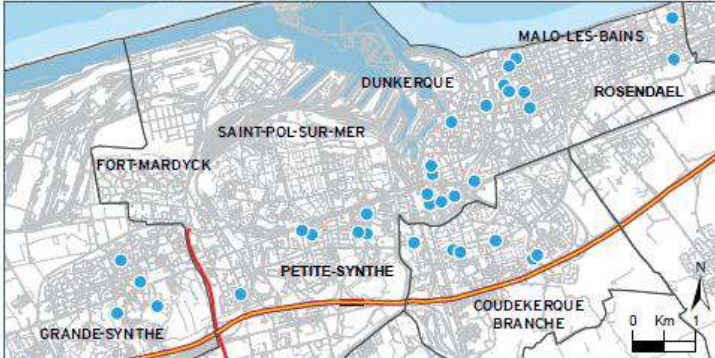 MALO-LES-BAINS
DUNKERQUE
ROSENDAEL
SAINT-POL-SUR-MER
FORT-MARDYCK
PETITE-SYNTHE
N
COUDEKERQUE
BRANCHE
GRANDE-SYNTHE
0 Km 1